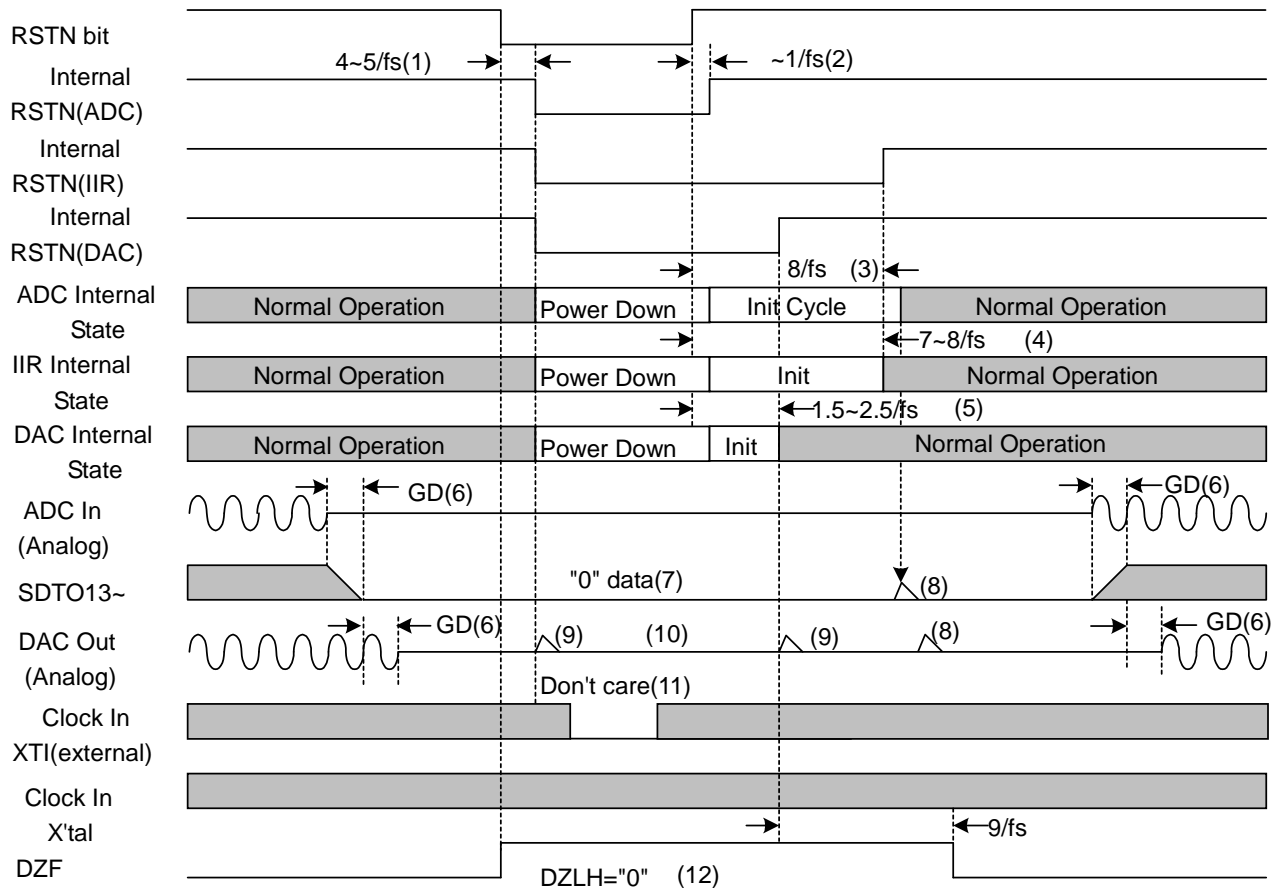 RSTN bit
4~5/fs(1)
~1/fs(2)
Internal
RSTN(ADC)
Internal
RSTN(IIR)
Internal
RSTN(DAC)
8/fs (3)
ADC Internal
State
Normal Operation
Power Down
Init Cycle
Normal Operation
7~8/fs (4)
IIR Internal
State
Normal Operation
Power Down
Init
Normal Operation
1.5~2.5/fs (5)
DAC Internal
State
Normal Operation
Power Down
Init
Normal Operation
GD(6)
GD(6)
ADC In
(Analog)
SDTO13~
"0" data(7)
(8)
GD(6)
GD(6)
DAC Out
(Analog)
(9)
(10)
(9)
(8)
Don't care(11)
Clock In
XTI(external)
Clock In
X'tal
9/fs
DZF
DZLH="0" (12)